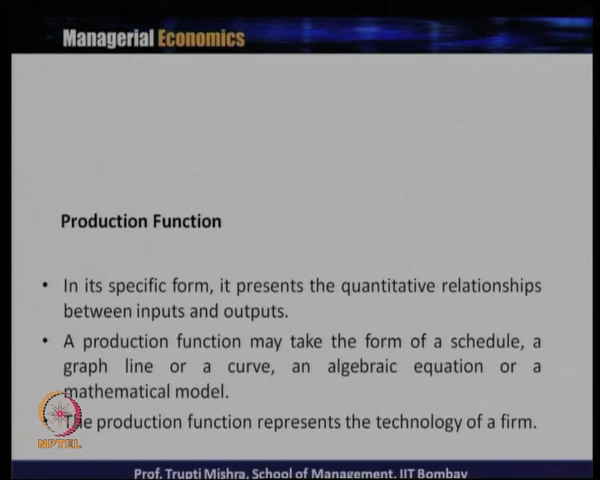 Managerial Economics
Production Function
• In its specific form, it presents the quantitative relationships
between inputs and outputs.
• A production function may take the form of a schedule, a
graph line or a curve, an algebraic equation or a
mathematical model.
• The production function represents the technology of a firm.
NPTEL
Prof. Trupti Mishra, School of Management, IIT Bombay